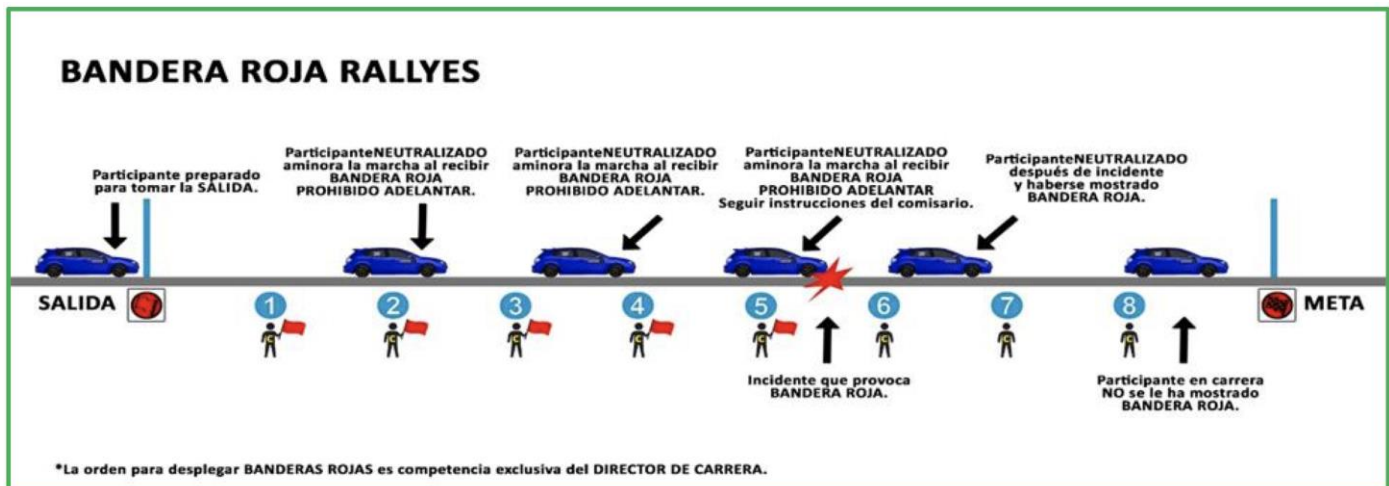 BANDERA ROJA RALLYES
Participante preparado
para tomar la SALIDA.
ParticipanteNEUTRALIZADO
aminora la marcha al recibir
BANDERA ROJA
PROHIBIDO ADELANTAR.
ParticipanteNEUTRALIZADO
aminora la marcha al recibir
BANDERA ROJA
PROHIBIDO ADELANTAR.
ParticipanteNEUTRALIZADO
aminora la marcha al recibir
BANDERA ROJA
PROHIBIDO ADELANTAR
Seguir instrucciones del comisario.
ParticipanteNEUTRALIZADO
después de incidente
y haberse mostrado
BANDERA ROJA.
SALIDA
1
2
3
4
5
6
7
8
META
C
C
C
C
C
C
C
C
Incidente que provoca
BANDERA ROJA.
Participante en carrera
NO se le ha mostrado
BANDERA ROJA.
*La orden para desplegar BANDERAS ROJAS es competencia exclusiva del DIRECTOR DE CARRERA.